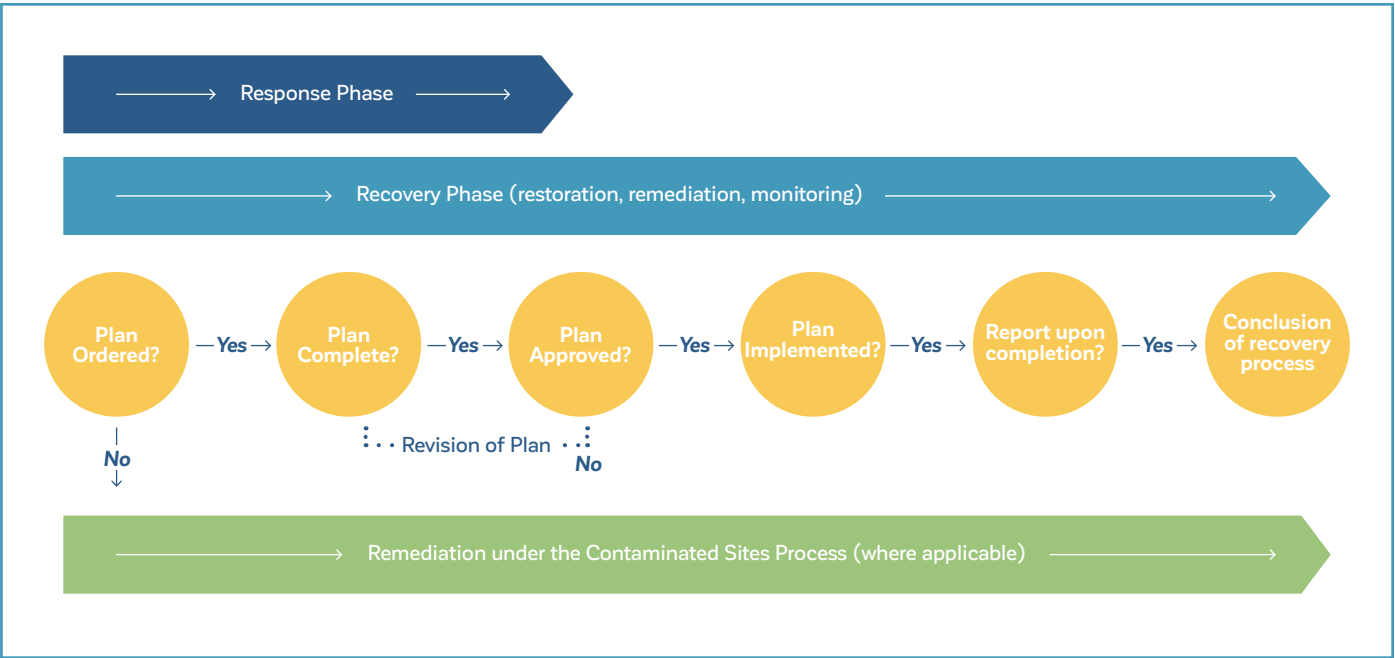 Response Phase
Recovery Phase (restoration, remediation, monitoring)
Plan
Ordered?
Yes
Plan
Complete?
Yes
Plan
Approved?
Yes
Plan
Implemented?
Yes
Report upon
completion?
Yes
Conclusion
of recovery
process
No
Revision of Plan
No
Remediation under the Contaminated Sites Process (where applicable)